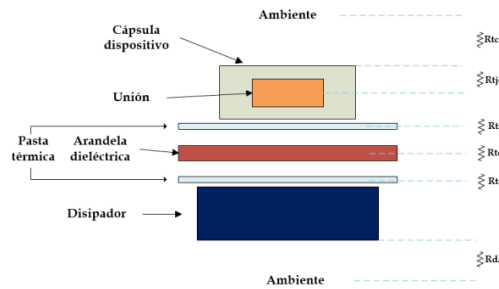 Ambiente
Cápsula
dispositivo
Unión
Pasta
térmica
Arandela
dieléctrica
Disipador
Ambiente